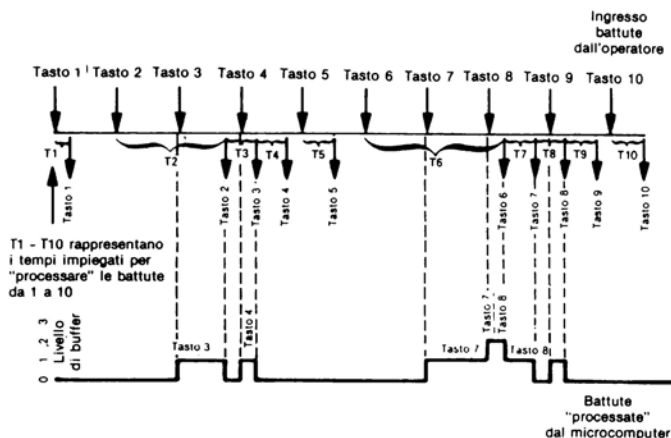 Ingresso
battute
dall'operatore
Tasto 1 Tasto 2 Tasto 3 Tasto 4 Tasto 5 Tasto 6 Tasto 7 Tasto 8 Tasto 9 Tasto 10
T1 T2 T3 T4 T5 T6 T7 T8 T9 T10
Tasto 1 Tasto 2 Tasto 3 Tasto 4 Tasto 5 Tasto 6 Tasto 7 Tasto 8 Tasto 9 Tasto 10
T1 - T10 rappresentano
i tempi impiegati per
"processare" le battute
da 1 a 10
Tasto 4
Tasto 7
Tasto 8
0 1 2 3
Livello
di buffer
Tasto 3
Tasto 7
Tasto 8
Battute
"processate"
dal microcomputer